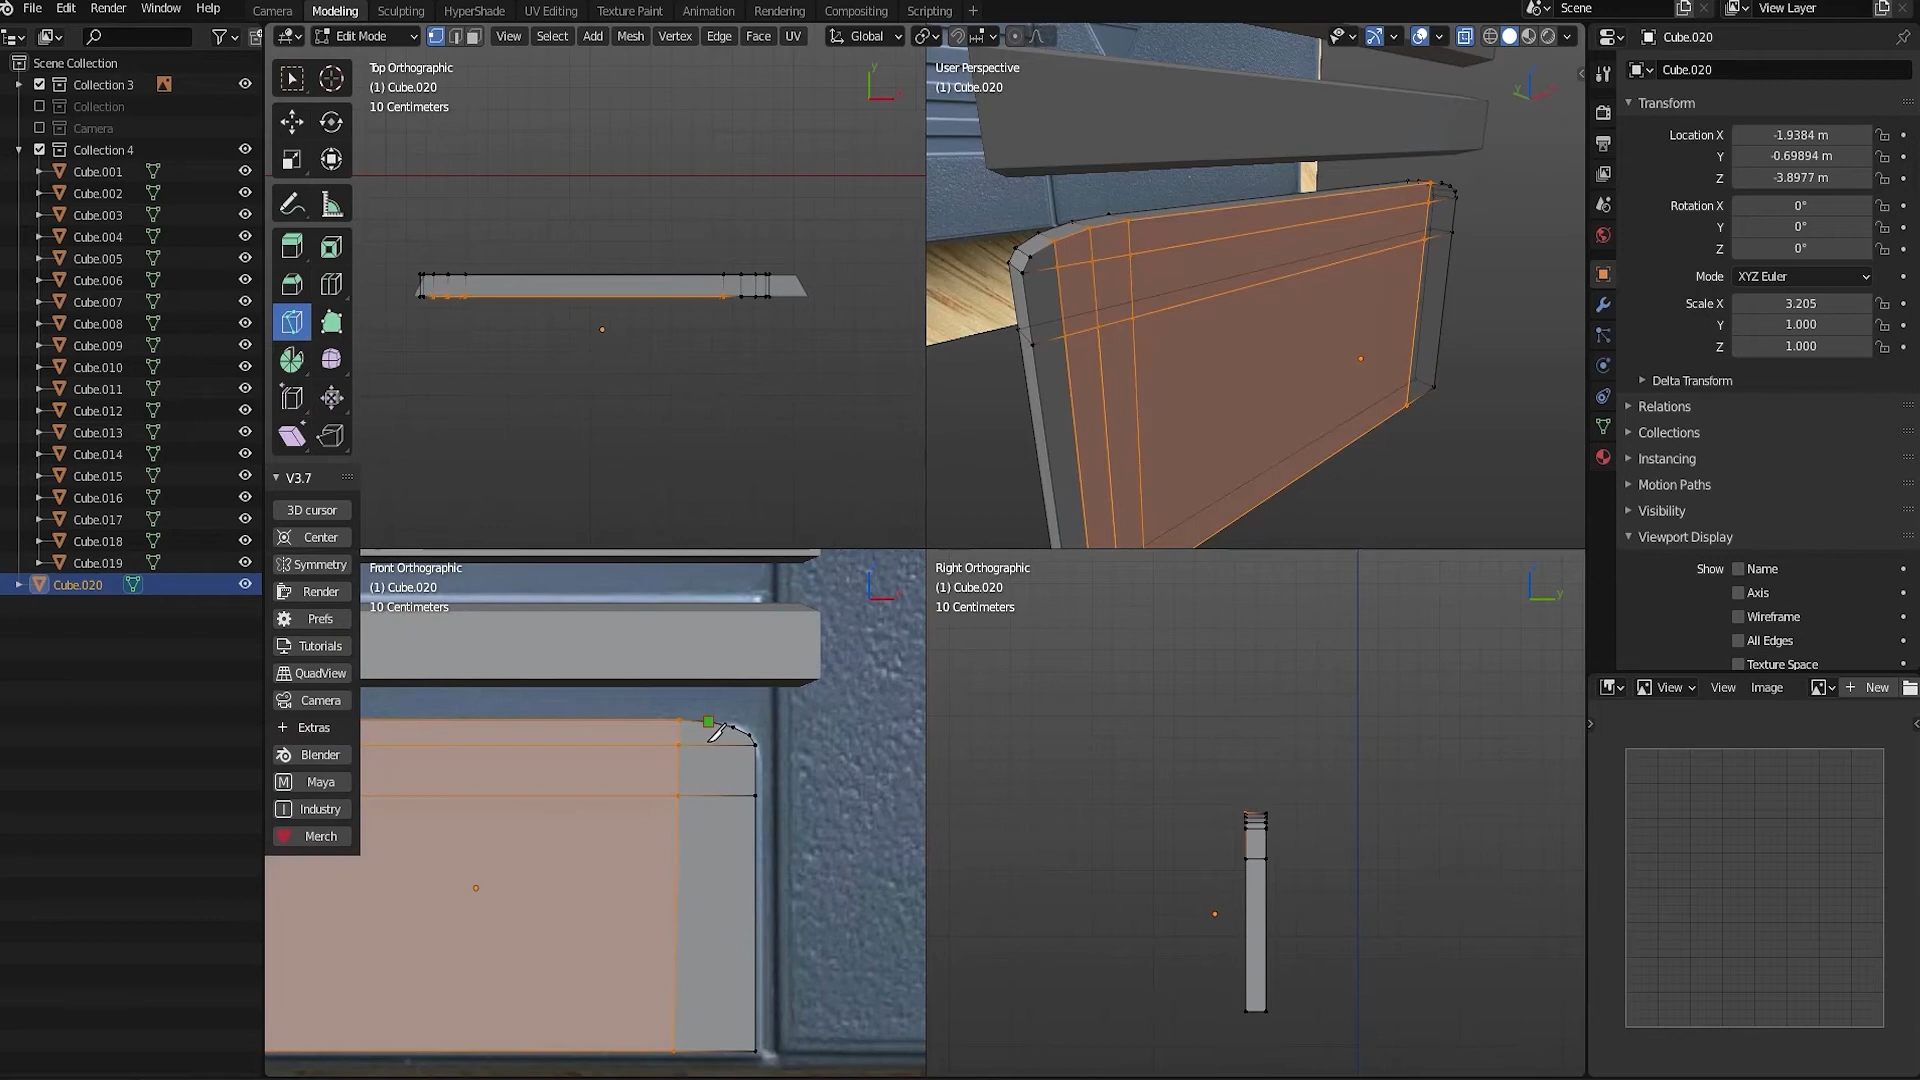 File Edit Render Window Help Camera Modeling Sculpting HyperShade UV Editing Texture Paint Animation Rendering Compositing Scripting + Scene View Layer
Edit Mode View Select Add Mesh Vertex Edge Face UV Global
Cube.020
Cube.020
Scene Collection
Collection 3
Collection
Camera
Collection 4
Cube.001
Cube.002
Cube.003
Cube.004
Cube.005
Cube.006
Cube.007
Cube.008
Cube.009
Cube.010
Cube.011
Cube.012
Cube.013
Cube.014
Cube.015
Cube.016
Cube.017
Cube.018
Cube.019
Cube.020
V3.7
3D cursor
Center
Symmetry
Render
Prefs
Tutorials
QuadView
Camera
Extras
Blender
Maya
Industry
Merch
Top Orthographic
(1) Cube.020
10 Centimeters
User Perspective
(1) Cube.020
Front Orthographic
(1) Cube.020
10 Centimeters
Right Orthographic
(1) Cube.020
10 Centimeters
Transform
Location X -1.9384 m
Y -0.69894 m
Z -3.8977 m
Rotation X 0°
Y 0°
Z 0°
Mode XYZ Euler
Scale X 3.205
Y 1.000
Z 1.000
Delta Transform
Relations
Collections
Instancing
Motion Paths
Visibility
Viewport Display
Show Name
Axis
Wireframe
All Edges
Texture Space
View View Image + New